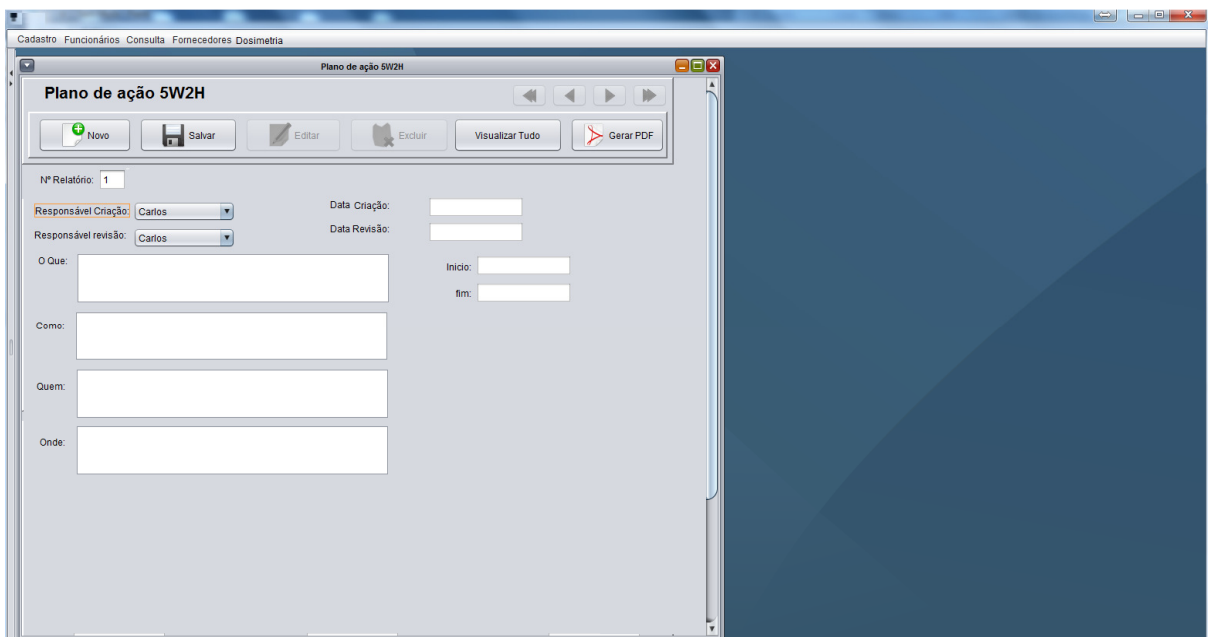 Cadastro Funcionários Consulta Fornecedores Dosimetria
Plano de ação 5W2H
Plano de ação 5W2H
Novo Salvar Editar Excluir Visualizar Tudo Gerar PDF
Nº Relatório: 1
Responsável Criação: Carlos Data Criação:
Responsável revisão: Carlos Data Revisão:
O Que: Inicio:
fim:
Como:
Quem:
Onde: